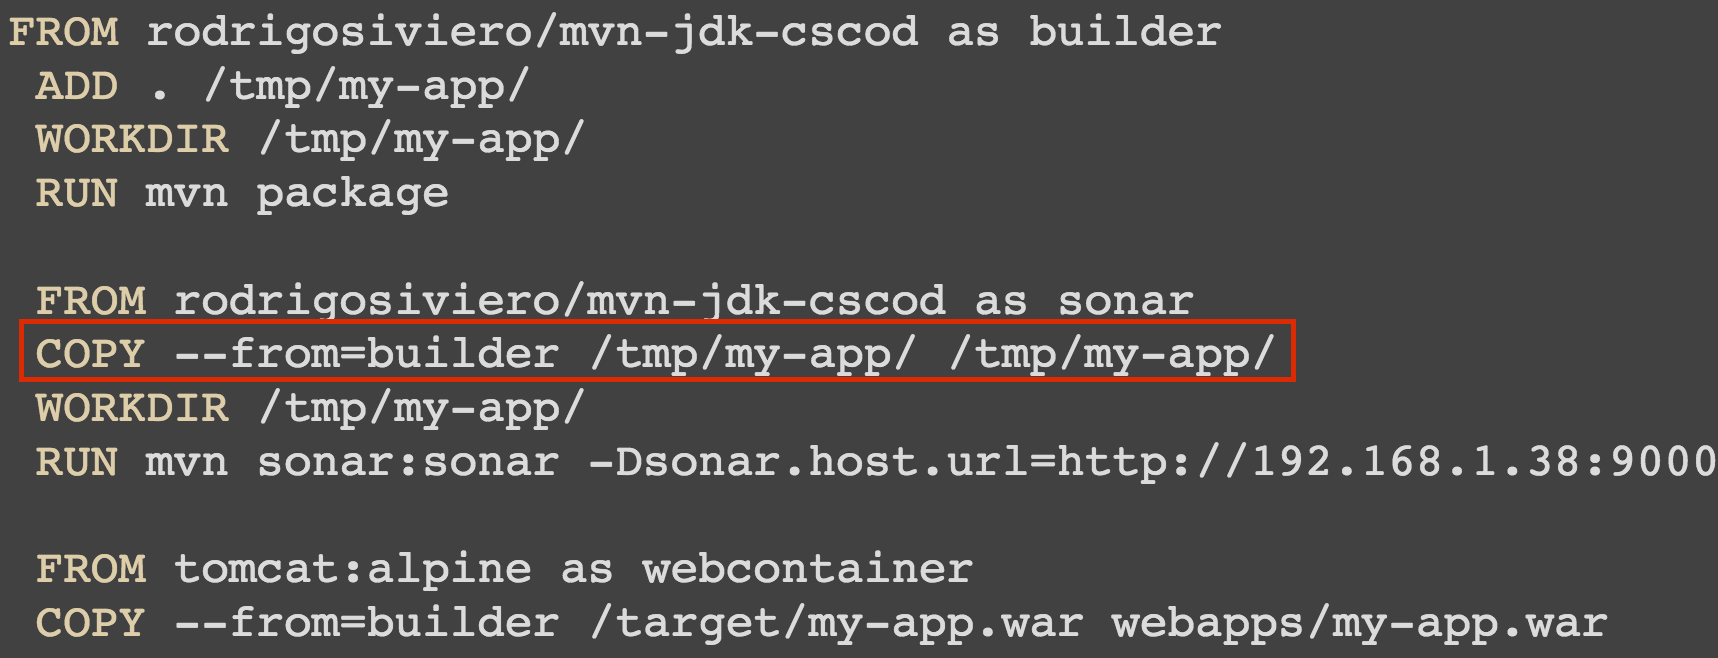 FROM rodrigosiviero/mvn-jdk-cscod as builder
ADD . /tmp/my-app/
WORKDIR /tmp/my-app/
RUN mvn package
FROM rodrigosiviero/mvn-jdk-cscod as sonar
COPY --from=builder /tmp/my-app/ /tmp/my-app/
WORKDIR /tmp/my-app/
RUN mvn sonar:sonar -Dsonar.host.url=http://192.168.1.38:9000
FROM tomcat:alpine as webcontainer
COPY --from=builder /target/my-app.war webapps/my-app.war